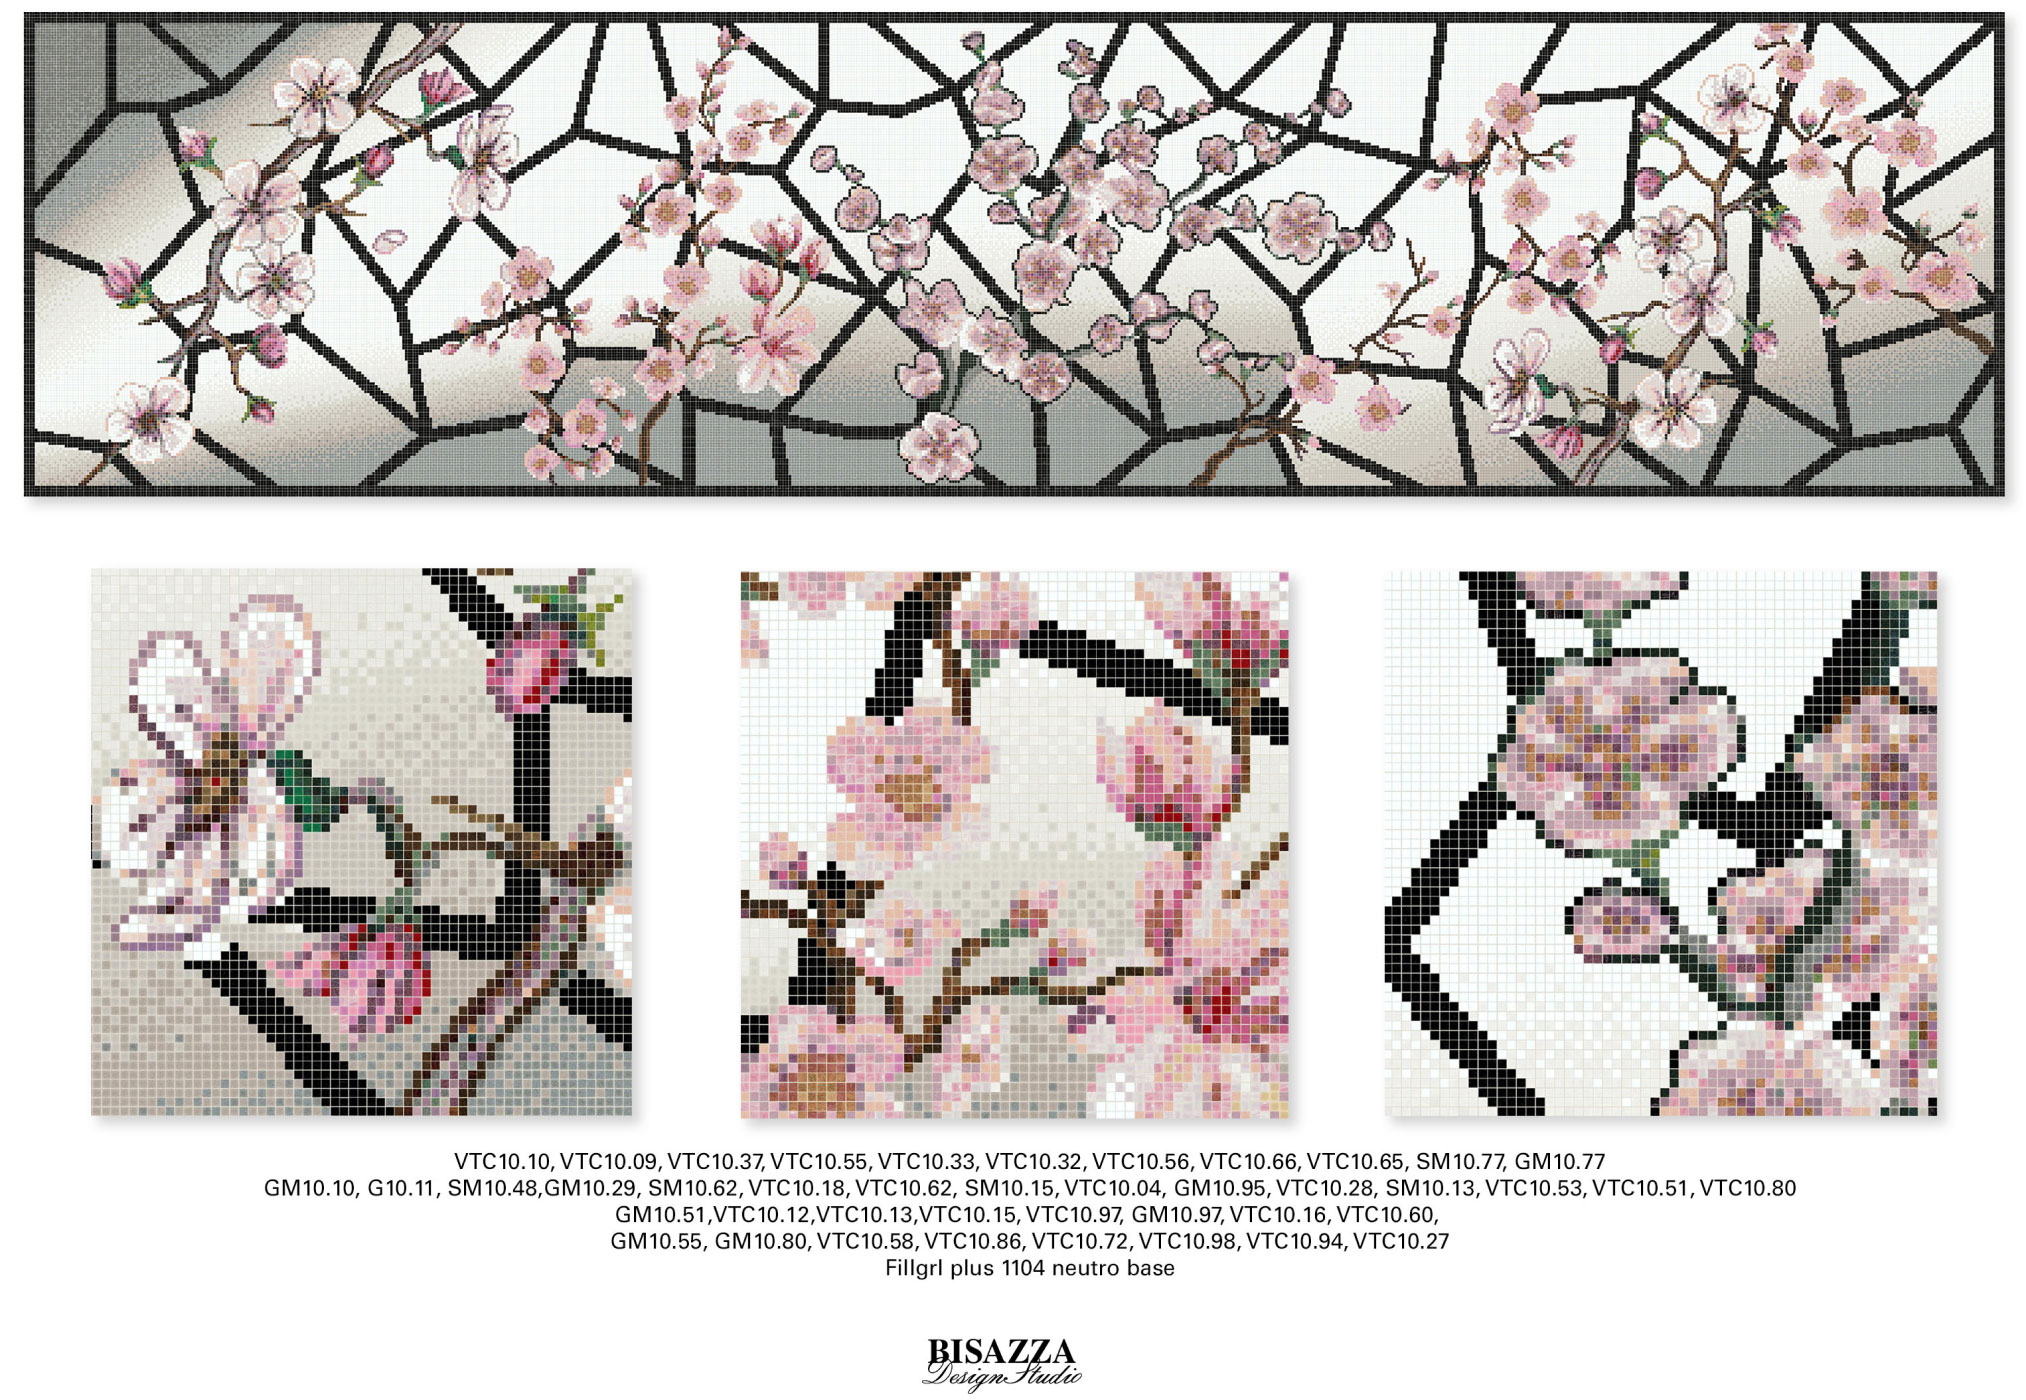 VTC10.10, VTC10.09, VTC10.37, VTC10.55, VTC10.33, VTC10.32, VTC10.56, VTC10.66, VTC10.65, SM10.77, GM10.77
GM10.10, G10.11, SM10.48,GM10.29, SM10.62, VTC10.18, VTC10.62, SM10.15, VTC10.04, GM10.95, VTC10.28, SM10.13, VTC10.53, VTC10.51, VTC10.80
GM10.51,VTC10.12,VTC10.13,VTC10.15, VTC10.97, GM10.97, VTC10.16, VTC10.60,
GM10.55, GM10.80, VTC10.58, VTC10.86, VTC10.72, VTC10.98, VTC10.94, VTC10.27
Fillgrl plus 1104 neutro base
BISAZZA
Design Studio